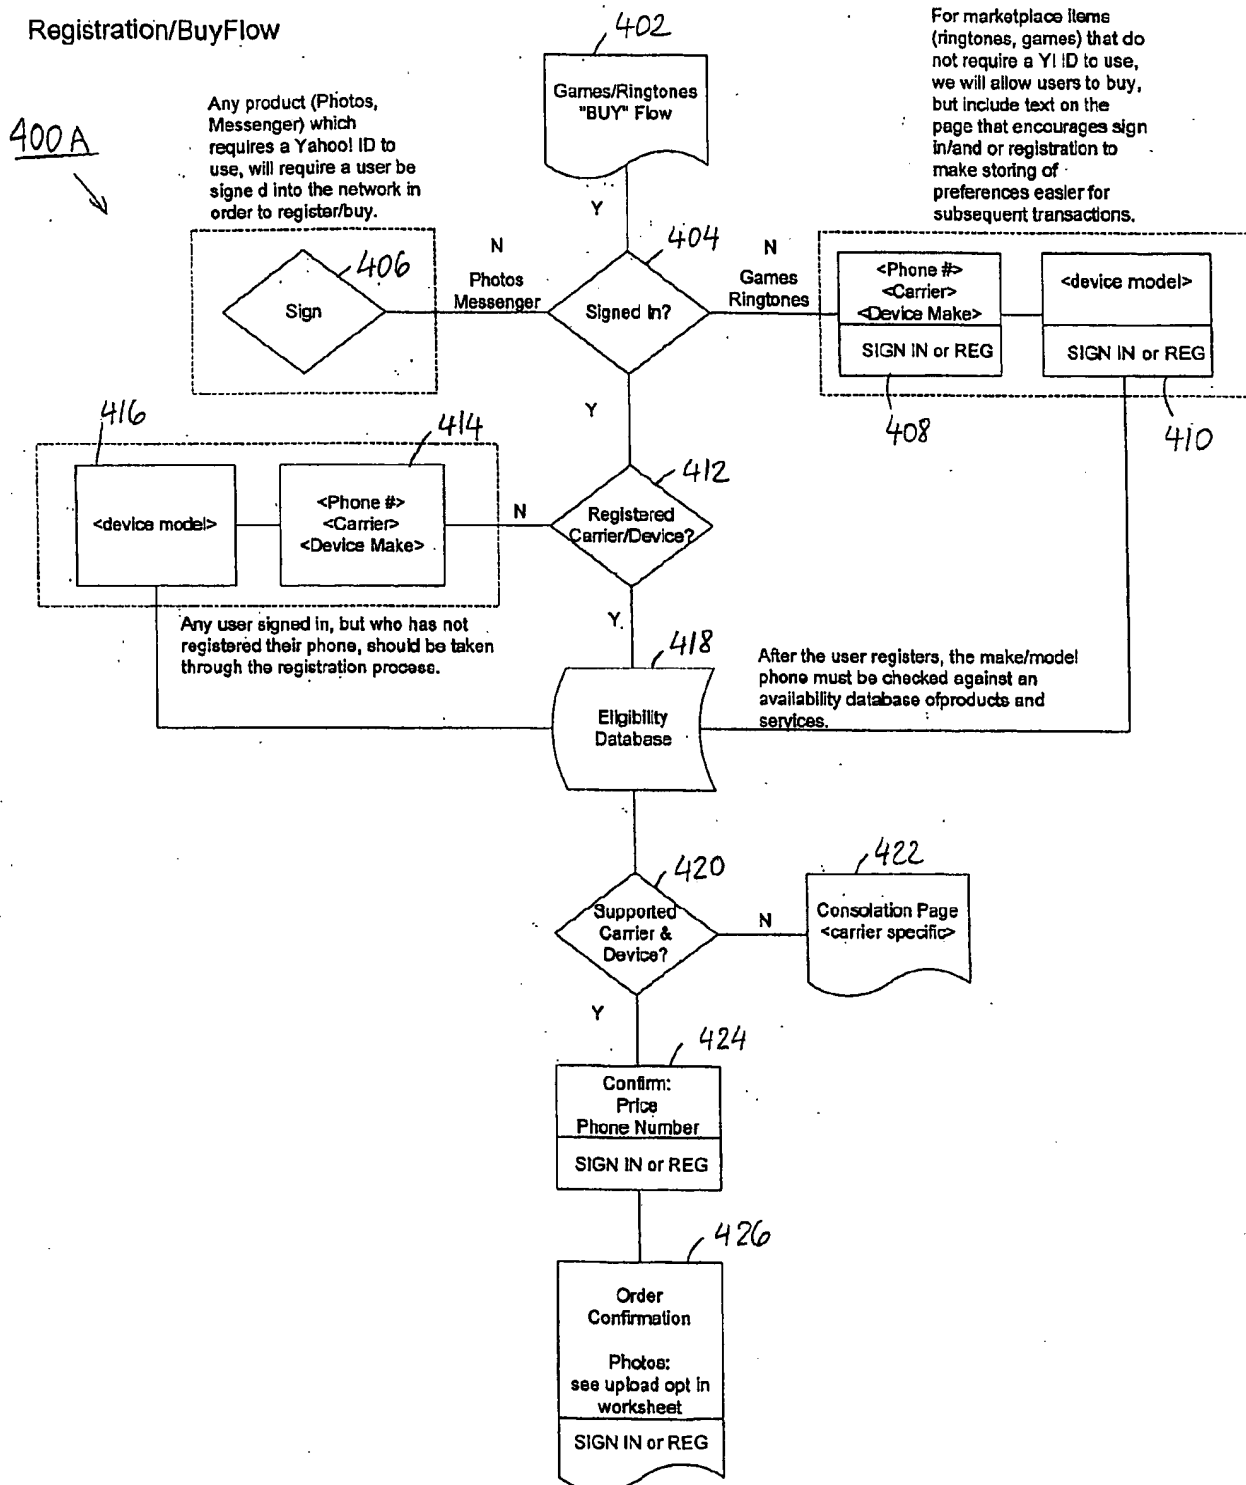 Registration/BuyFlow
400A
402
Games/Ringtones
"BUY" Flow
For marketplace items
(ringtones, games) that do
not require a Y! ID to use,
we will allow users to buy,
but include text on the
page that encourages sign
in/and or registration to
make storing of
preferences easier for
subsequent transactions.
Any product (Photos,
Messenger) which
requires a Yahoo! ID to
use, will require a user be
signe d into the network in
order to register/buy.
Y
406
Sign
N
Photos
Messenger
404
Signed In?
N
Games
Ringtones
<Phone #>
<Carrier>
<Device Make>
SIGN IN or REG
408
<device model>
SIGN IN or REG
410
Y
416
<device model>
414
<Phone #>
<Carrier>
<Device Make>
N
412
Registered
Carrier/Device?
Any user signed in, but who has not
registered their phone, should be taken
through the registration process.
Y
418
Eligibility
Database
After the user registers, the make/model
phone must be checked against an
availability database ofproducts and
services.
420
Supported
Carrier &
Device?
N
422
Consolation Page
<carrier specific>
Y
424
Confirm:
Price
Phone Number
SIGN IN or REG
426
Order
Confirmation
Photos:
see upload opt in
worksheet
SIGN IN or REG